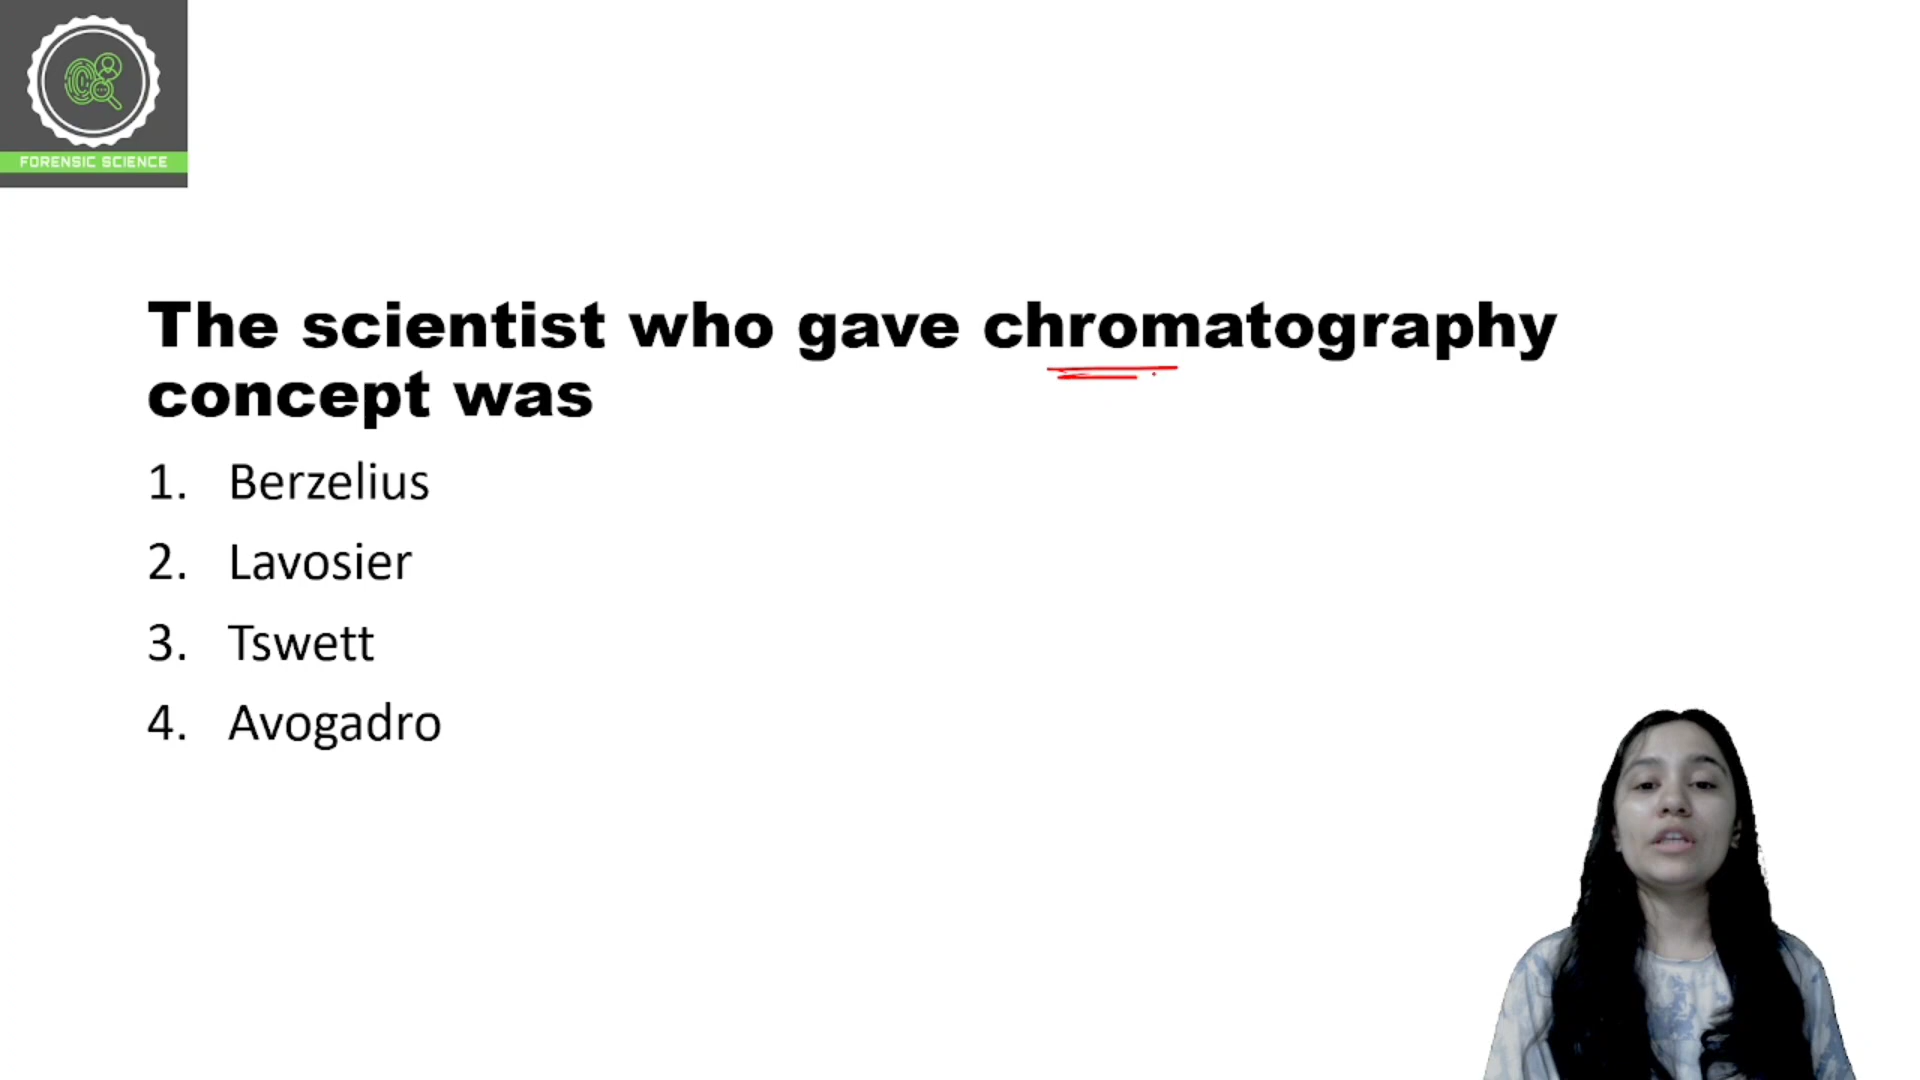 FORENSIC SCIENCE
The scientist who gave chromatography
concept was
1. Berzelius
2. Lavosier
3. Tswett
4. Avogadro